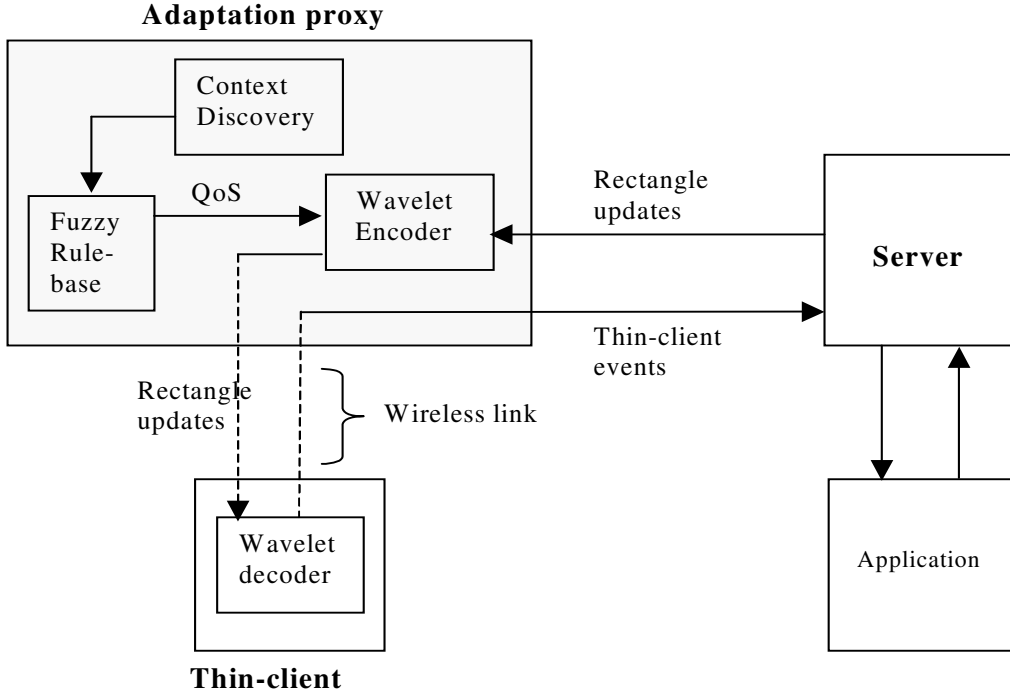 Adaptation proxy
Context
Discovery
QoS
Fuzzy
Rule-
base
Wavelet
Encoder
Rectangle
updates
Server
Thin-client
events
Rectangle
updates
Wireless link
Wavelet
decoder
Application
Thin-client